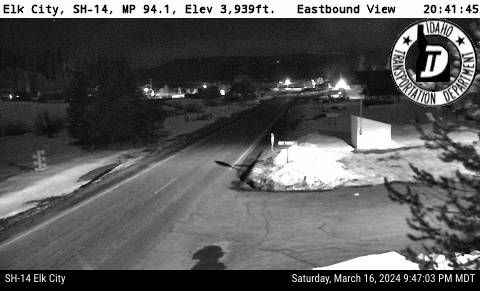 Elk City, SH-14, MP 94.1, Elev 3,939ft. Eastbound View 20:41:45
IDAHO
TRANSPORTATION DEPARTMENT
SH-14 Elk City Saturday, March 16, 2024 9:47:03 PM MDT